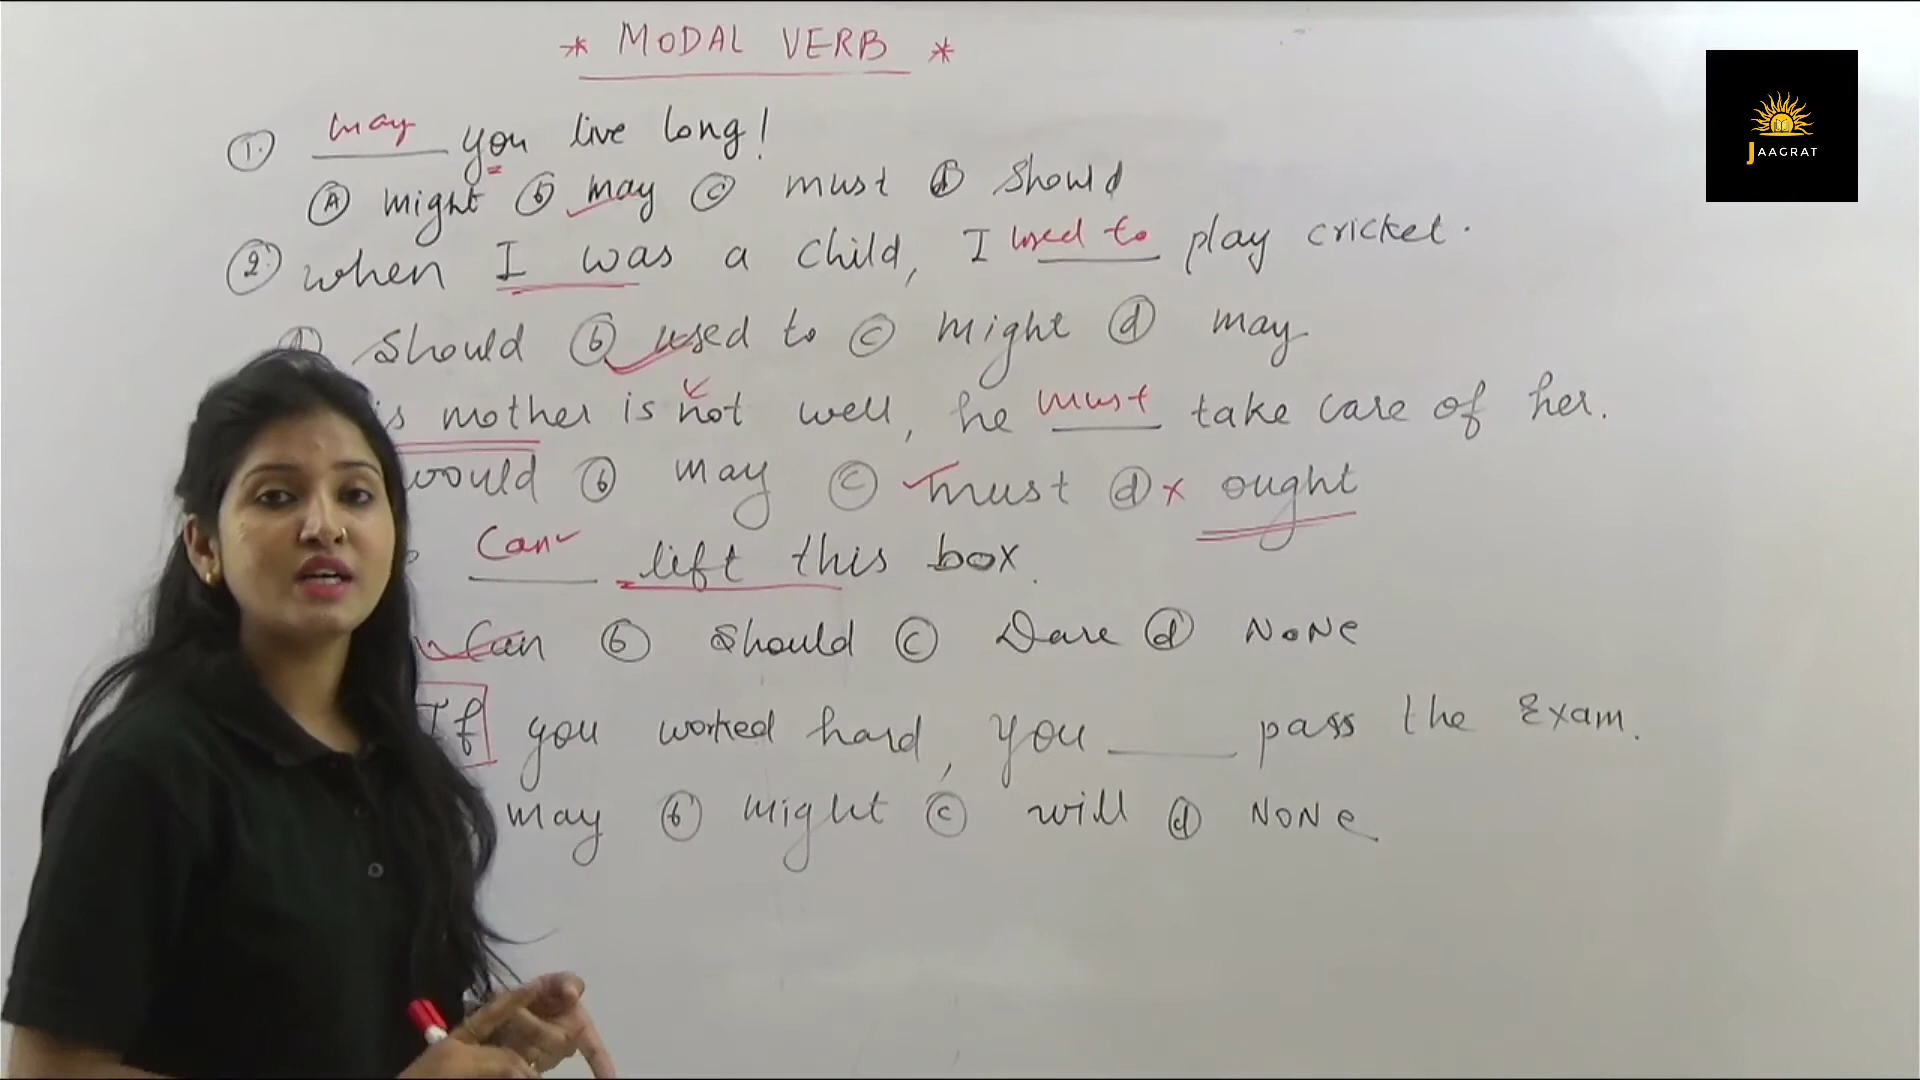 * MODAL VERB *
JAAGRAT
1. may you live long!
A might b may c must d should
2. when I was a child, I used to play cricket.
should b used to c might d may
is mother is not well, he must take care of her.
would b may c must d × ought
can left this box.
Can b should c Dare d NONE
If you worked hard, you ____ pass the Exam.
may b might c will d NONE